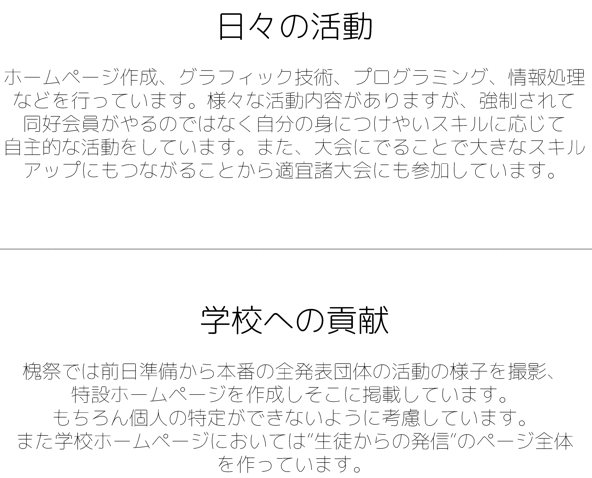 日々の活動
ホームページ作成、グラフィック技術、プログラミング、情報処理
などを行っています。様々な活動内容がありますが、強制されて
同好会員がやるのではなく自分の身につけやいスキルに応じて
自主的な活動をしています。また、大会にでることで大きなスキル
アップにもつながることから適宜諸大会にも参加しています。
学校への貢献
槐祭では前日準備から本番の全発表団体の活動の様子を撮影、
特設ホームページを作成しそこに掲載しています。
もちろん個人の特定ができないように考慮しています。
また学校ホームページにおいては"生徒からの発信"のページ全体
を作っています。